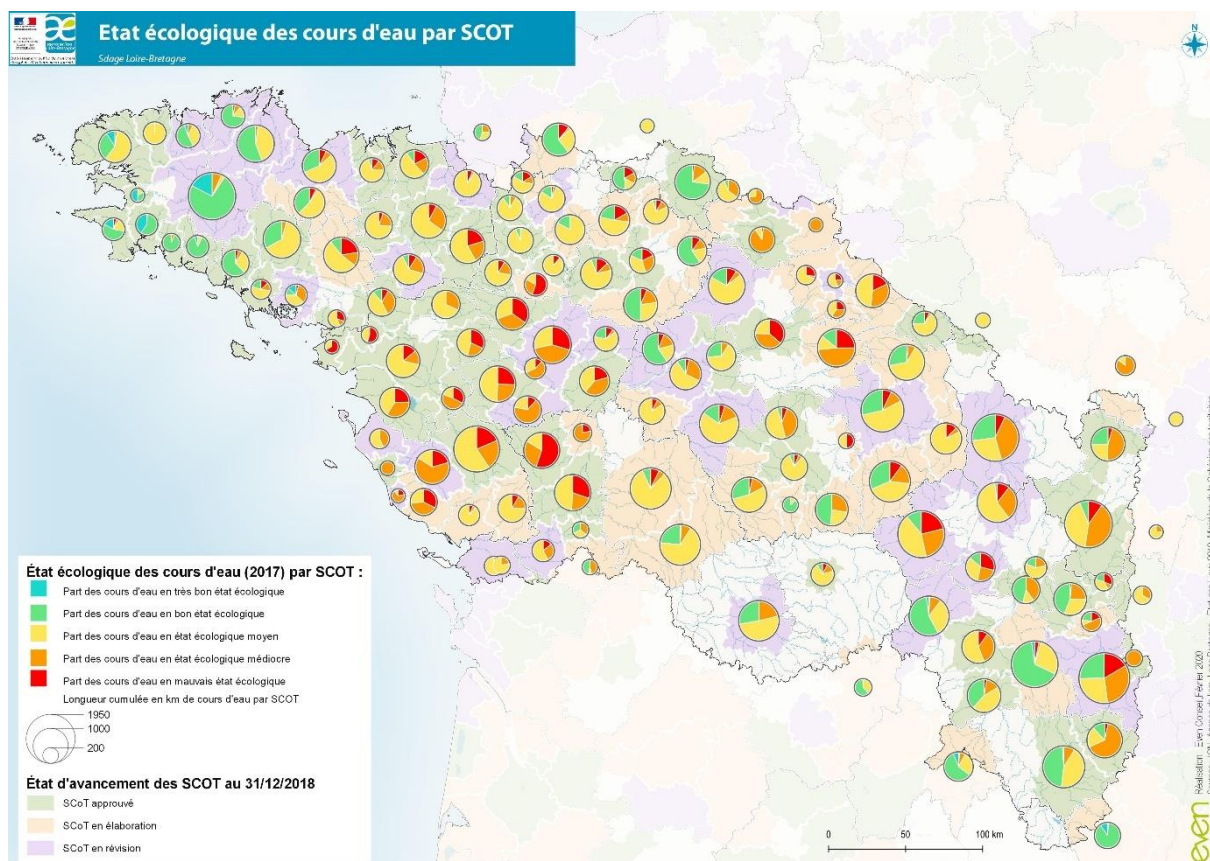 Etat écologique des cours d'eau par SCOT
Sdage Loire-Bretagne
N
État écologique des cours d'eau (2017) par SCOT :
Part des cours d'eau en très bon état écologique
Part des cours d'eau en bon état écologique
Part des cours d'eau en état écologique moyen
Part des cours d'eau en état écologique médiocre
Part des cours d'eau en mauvais état écologique
Longueur cumulée en km de cours d'eau par SCOT
1950
1000
200
État d'avancement des SCOT au 31/12/2018
SCoT approuvé
SCoT en élaboration
SCoT en révision
0 50 100 km
Réalisation : Even Conseil, Février 2020
even